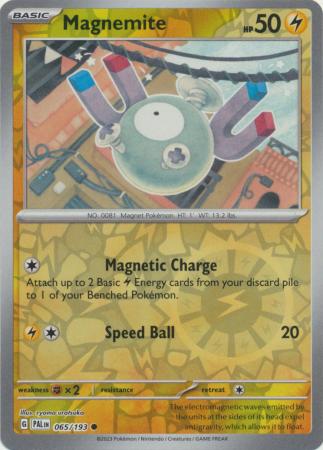 BASIC
Magnemite
HP 50
NO. 0081 Magnet Pokémon HT: 1' WT: 13.2 lbs.
Magnetic Charge
Attach up to 2 Basic Energy cards from your discard pile
to 1 of your Benched Pokémon.
Speed Ball 20
weakness ×2 resistance retreat
Illus. ryoma uratsuka
G PAL EN 065/193
©2023 Pokémon / Nintendo / Creatures / GAME FREAK
The electromagnetic waves emitted by
the units at the sides of its head expel
antigravity, which allows it to float.